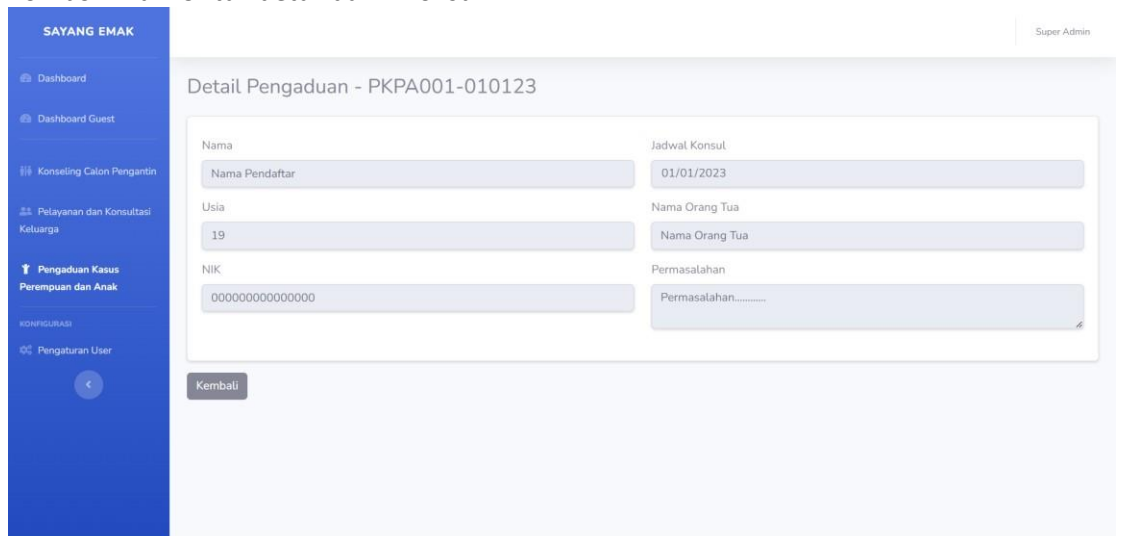 SAYANG EMAK
Super Admin
Dashboard
Dashboard Guest
Konseling Calon Pengantin
Pelayanan dan Konsultasi
Keluarga
Pengaduan Kasus
Perempuan dan Anak
KONFIGURASI
Pengaturan User
Detail Pengaduan - PKPA001-010123
Nama
Nama Pendaftar
Usia
19
NIK
000000000000000
Jadwal Konsul
01/01/2023
Nama Orang Tua
Nama Orang Tua
Permasalahan
Permasalahan...........
Kembali